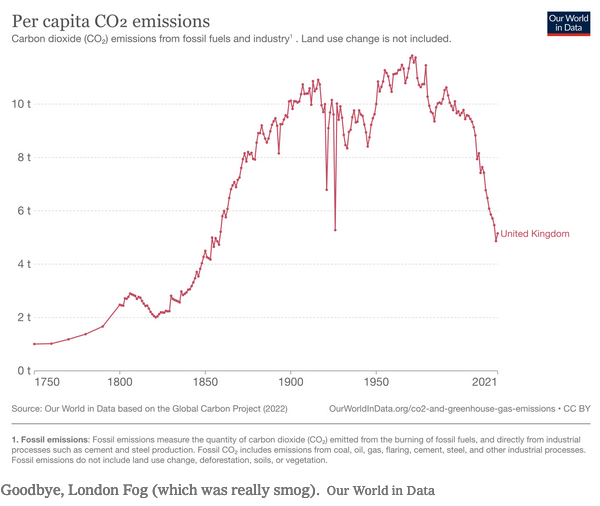 Per capita CO₂ emissions
Our World
in Data
Carbon dioxide (CO₂) emissions from fossil fuels and industry¹ . Land use change is not included.
10 t
8 t
6 t
United Kingdom
4 t
2 t
0 t
1750 1800 1850 1900 1950 2021
Source: Our World in Data based on the Global Carbon Project (2022) OurWorldInData.org/co2-and-greenhouse-gas-emissions • CC BY
1. Fossil emissions: Fossil emissions measure the quantity of carbon dioxide (CO₂) emitted from the burning of fossil fuels, and directly from industrial
processes such as cement and steel production. Fossil CO₂ includes emissions from coal, oil, gas, flaring, cement, steel, and other industrial processes.
Fossil emissions do not include land use change, deforestation, soils, or vegetation.
Goodbye, London Fog (which was really smog). Our World in Data